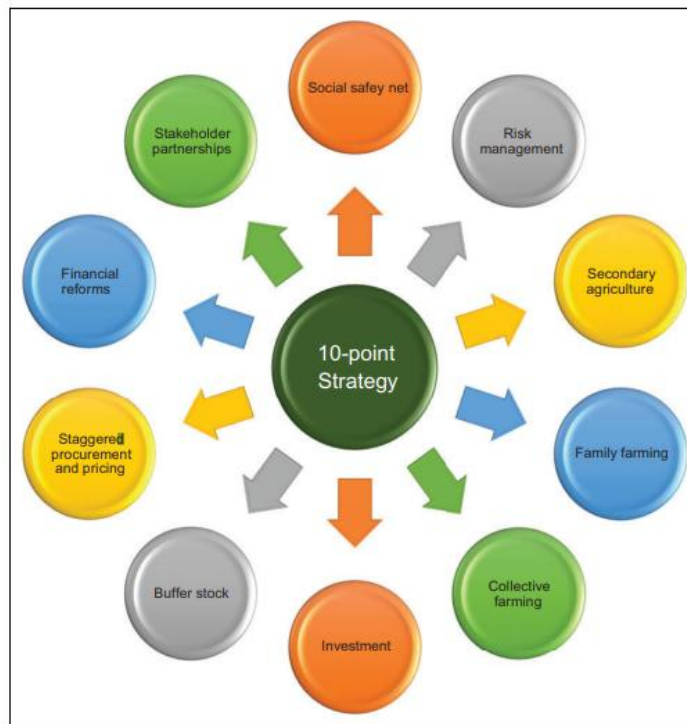 Social safey net
Risk
management
Secondary
agriculture
Family farming
Collective
farming
Investment
Buffer stock
Staggered
procurement
and pricing
Financial
reforms
Stakeholder
partnerships
10-point
Strategy